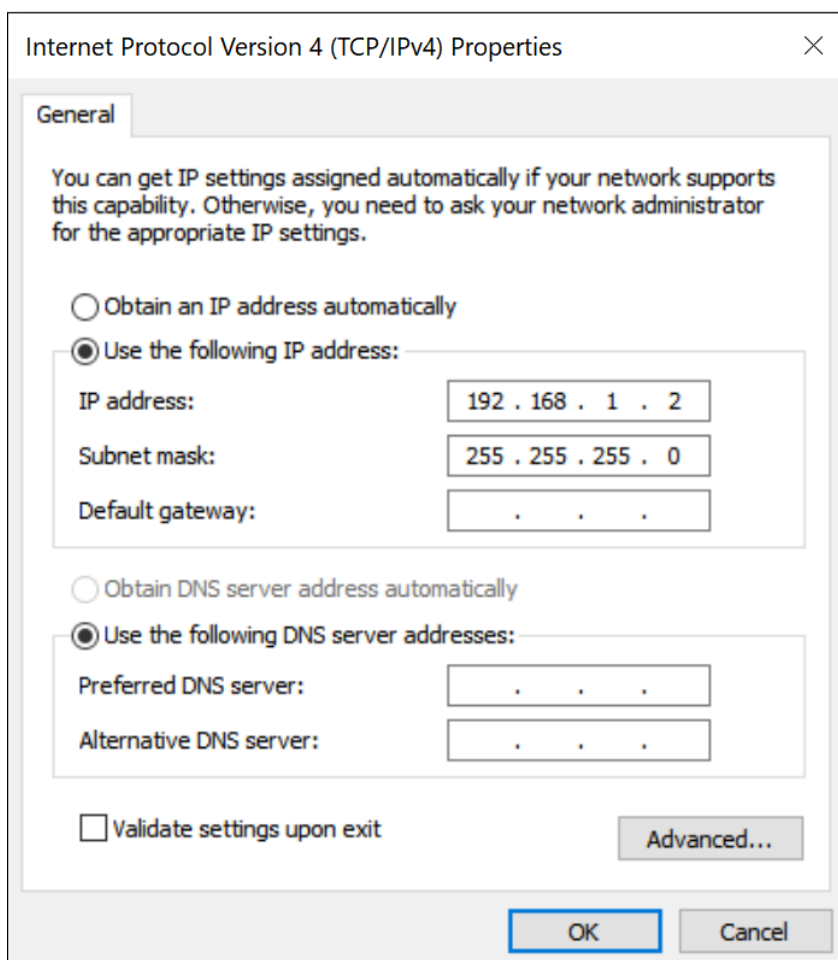 Internet Protocol Version 4 (TCP/IPv4) Properties
General
You can get IP settings assigned automatically if your network supports
this capability. Otherwise, you need to ask your network administrator
for the appropriate IP settings.
Obtain an IP address automatically
Use the following IP address:
IP address: 192 . 168 . 1 . 2
Subnet mask: 255 . 255 . 255 . 0
Default gateway: . . .
Obtain DNS server address automatically
Use the following DNS server addresses:
Preferred DNS server: . . .
Alternative DNS server: . . .
Validate settings upon exit
Advanced...
OK Cancel